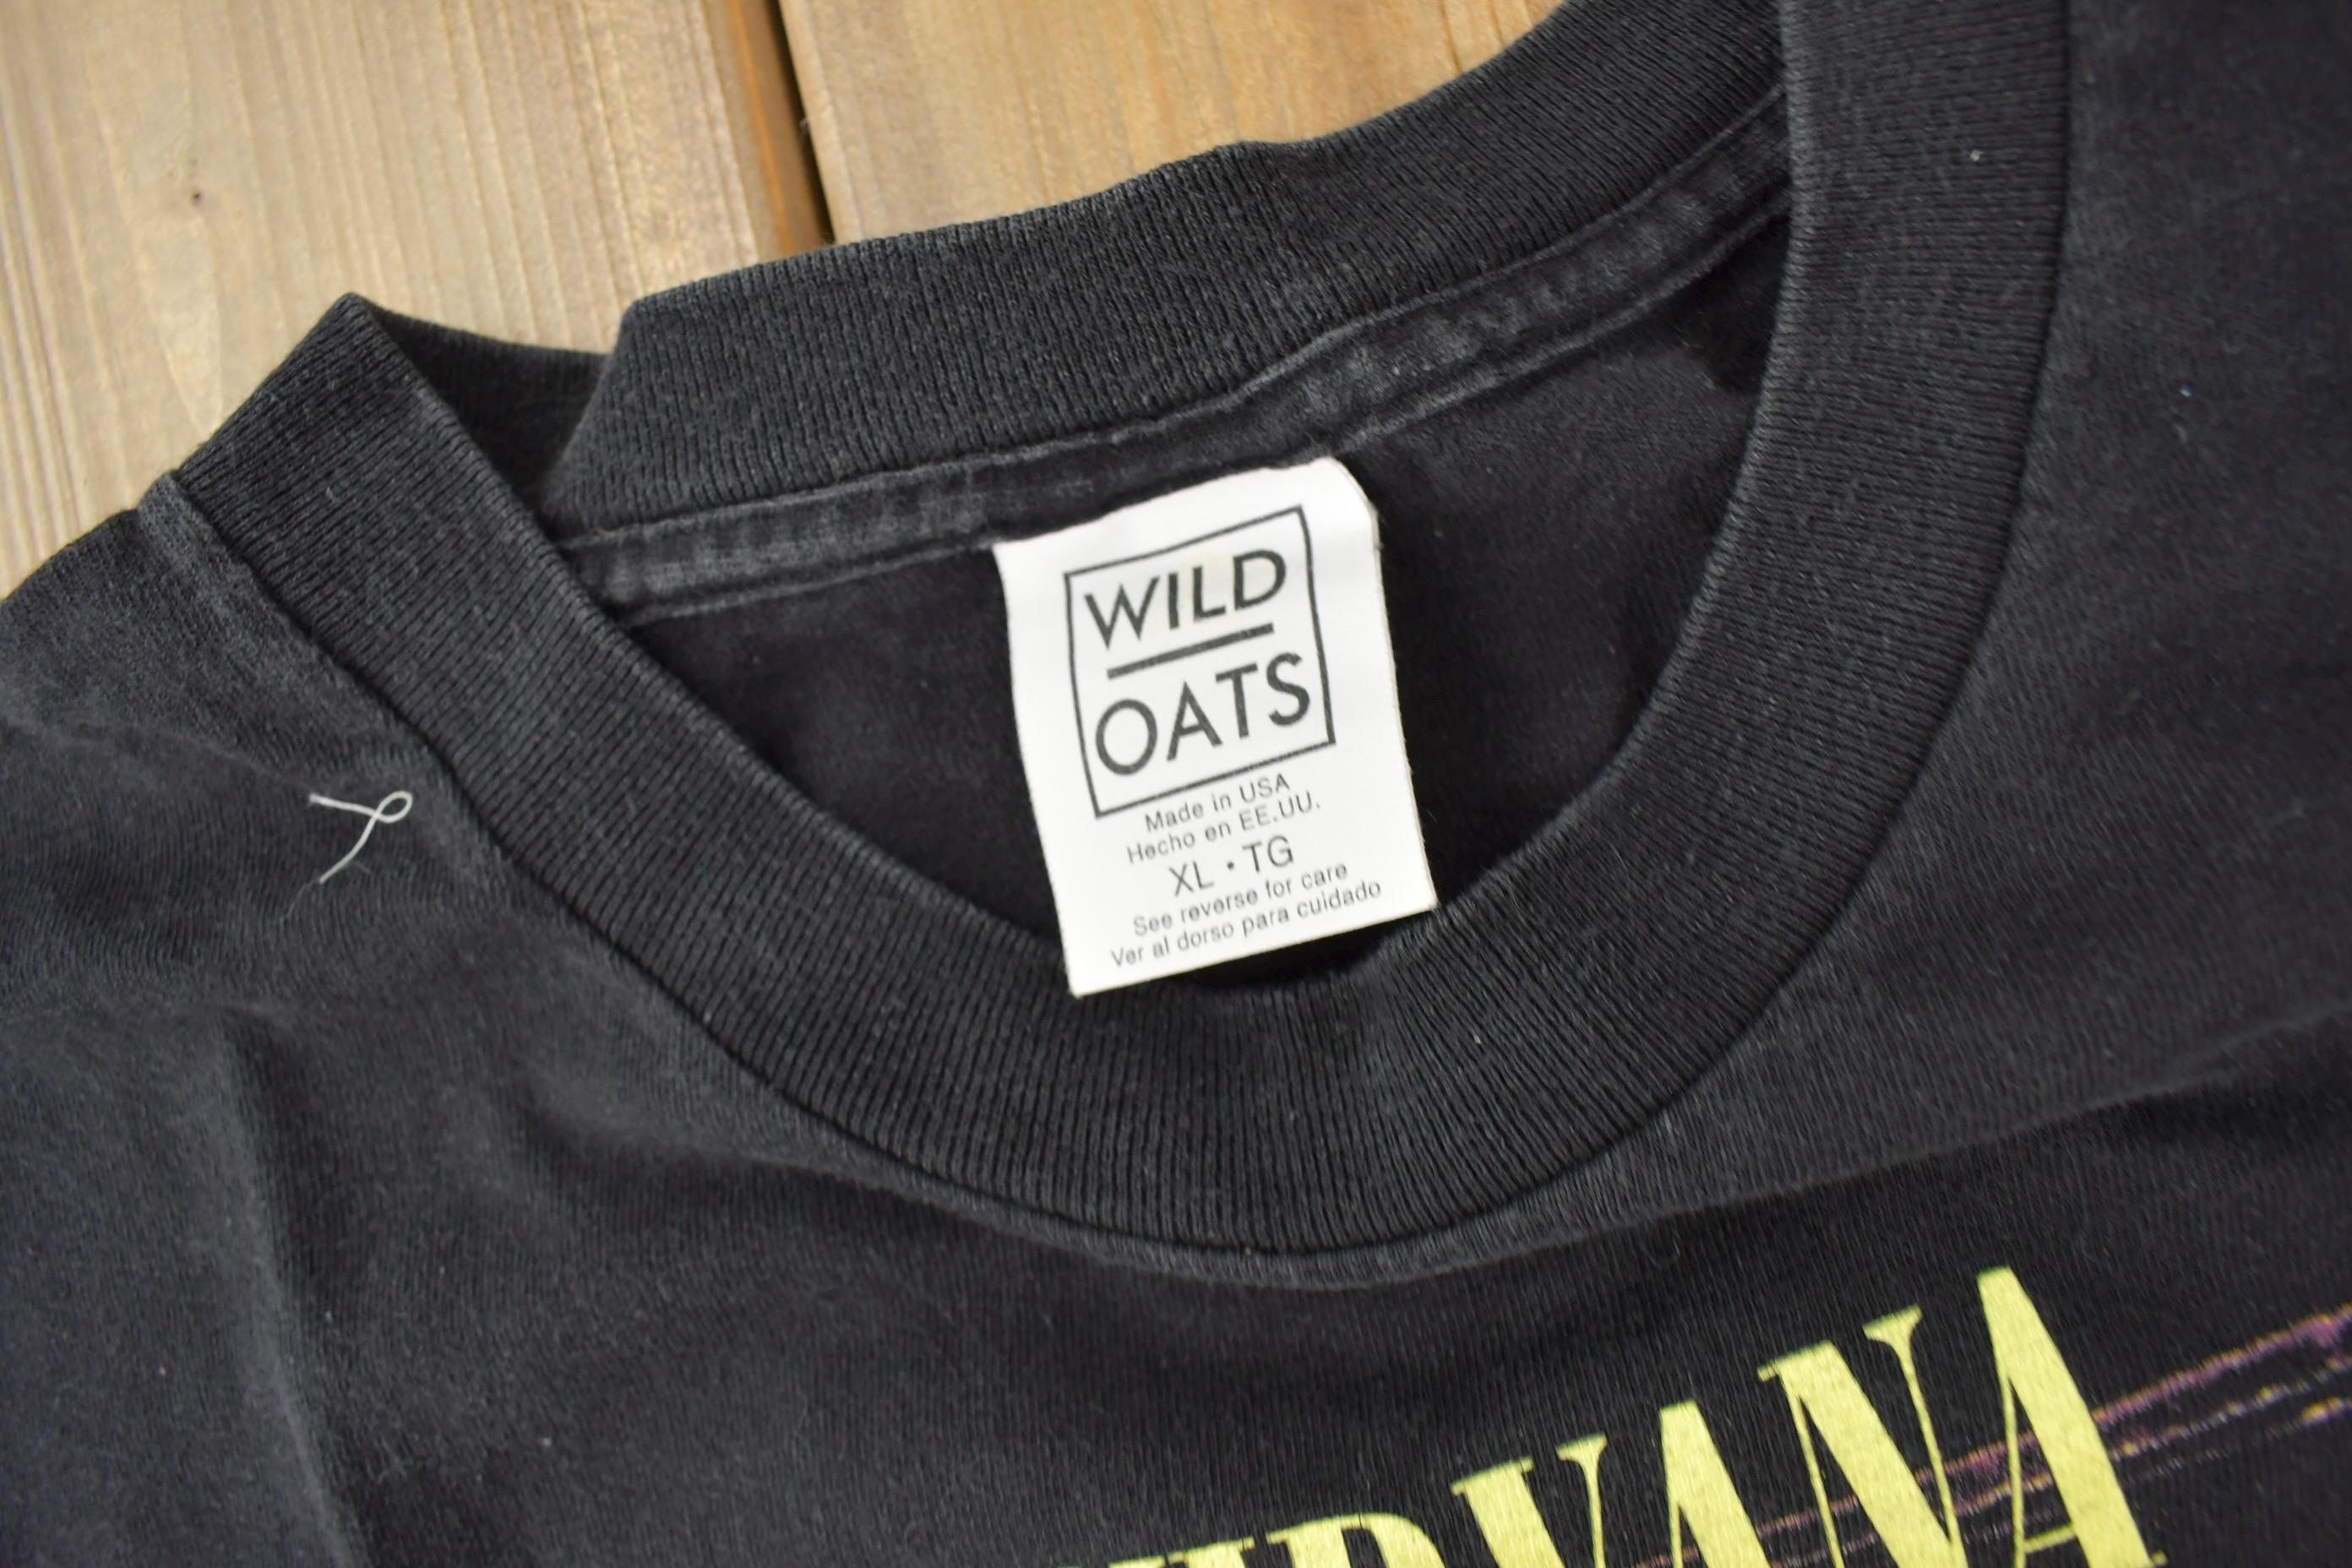 WILD
OATS
Made in USA
Hecho en EE.UU.
XL • TG
See reverse for care
Ver al dorso para cuidado
NIRVANA